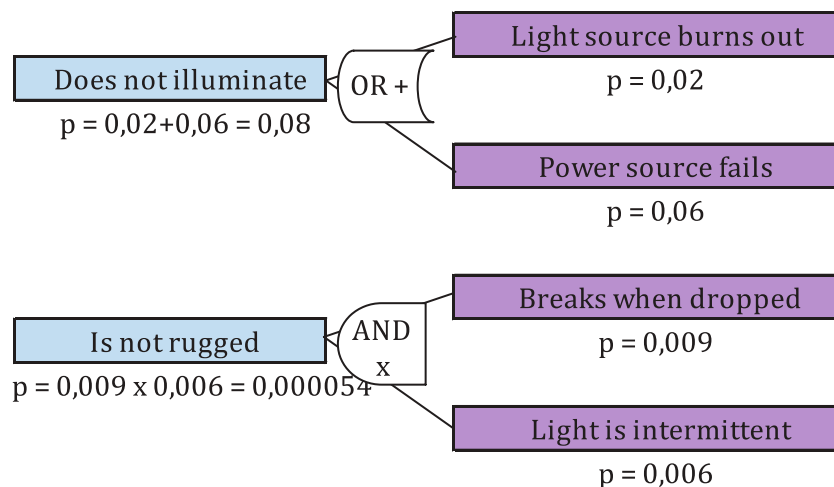 Light source burns out
Does not illuminate
OR +
p = 0,02
p = 0,02+0,06 = 0,08
Power source fails
p = 0,06
Breaks when dropped
Is not rugged
AND
x
p = 0,009
p = 0,009 x 0,006 = 0,000054
Light is intermittent
p = 0,006